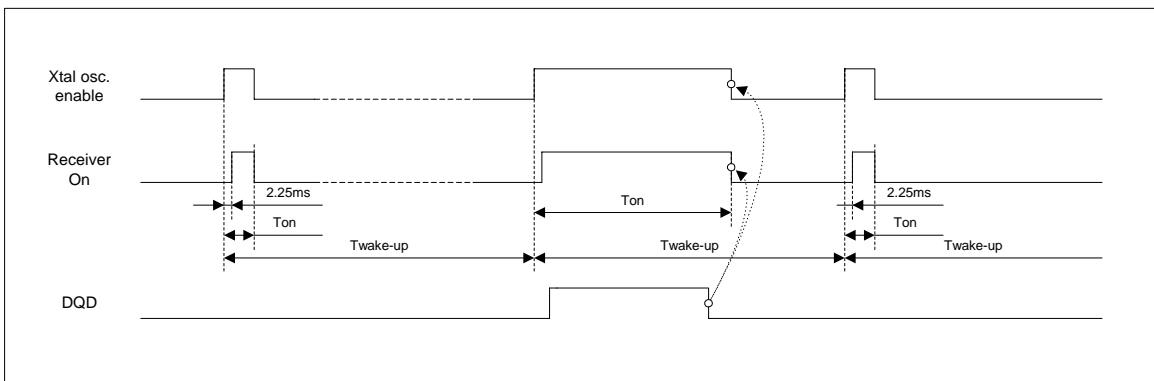 Xtal osc.
enable
Receiver
On
2.25ms
Ton
2.25ms
Ton
Ton
Twake-up
Twake-up
Twake-up
DQD